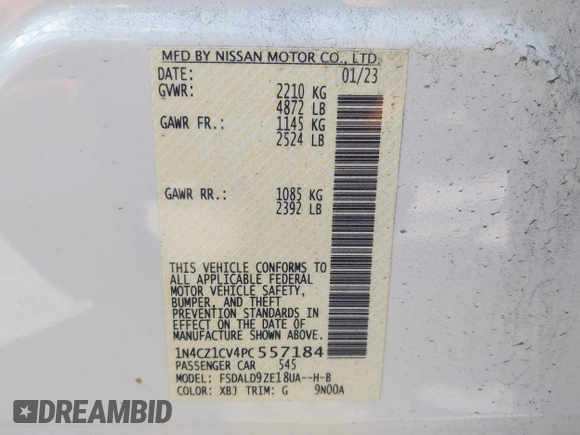 MFD BY NISSAN MOTOR CO., LTD.
DATE: 01/23
GVWR: 2210 KG
4872 LB
GAWR FR.: 1145 KG
2524 LB
GAWR RR.: 1085 KG
2392 LB
THIS VEHICLE CONFORMS TO
ALL APPLICABLE FEDERAL
MOTOR VEHICLE SAFETY,
BUMPER, AND THEFT
PREVENTION STANDARDS IN
EFFECT ON THE DATE OF
MANUFACTURE SHOWN ABOVE.
1N4CZ1CV4PC557184
PASSENGER CAR 545
MODEL: FSDALD9ZE18UA--H-B
COLOR: XBJ TRIM: G 9N00A
DREAMBID